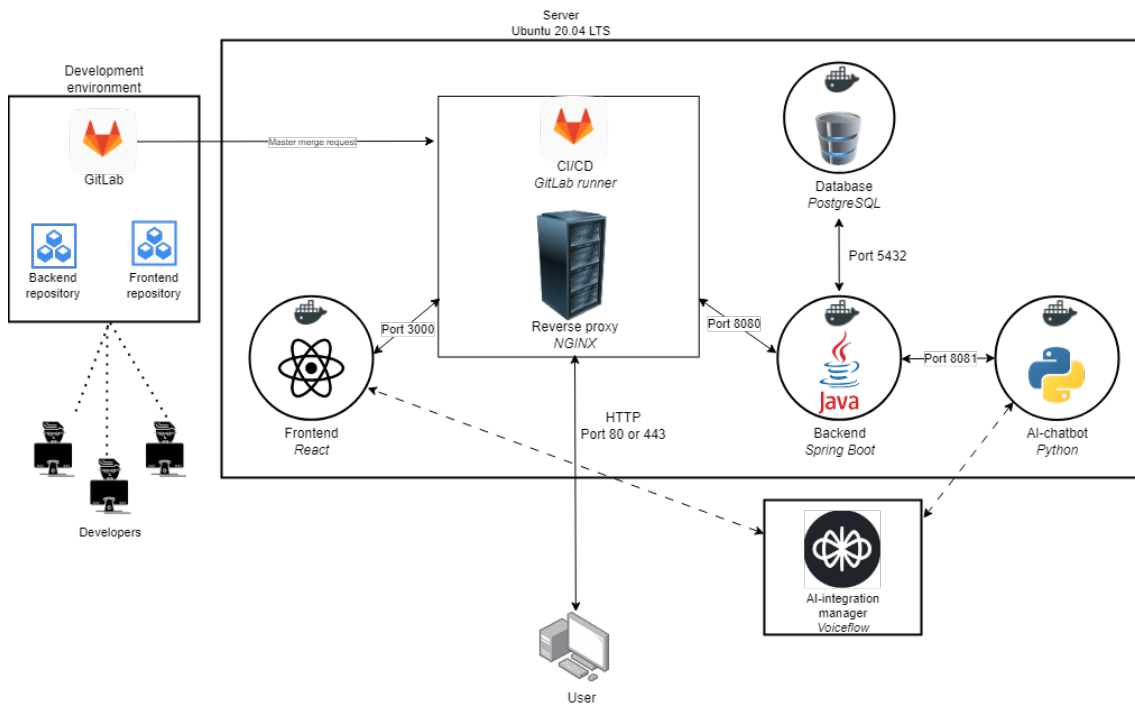 Server
Ubuntu 20.04 LTS
Development
environment
GitLab
Master merge request
CI/CD
GitLab runner
Database
PostgreSQL
Backend
repository
Frontend
repository
Port 5432
Reverse proxy
NGINX
Port 3000
Port 8080
Port 8081
Java
HTTP
Port 80 or 443
Frontend
React
Backend
Spring Boot
AI-chatbot
Python
Developers
AI-integration
manager
Voiceflow
User